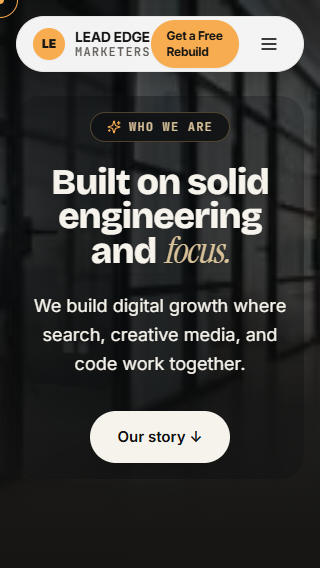 LE
LEAD EDGE
MARKETERS
Get a Free
Rebuild
WHO WE ARE
Built on solid
engineering
and focus.
We build digital growth where
search, creative media, and
code work together.
Our story ↓